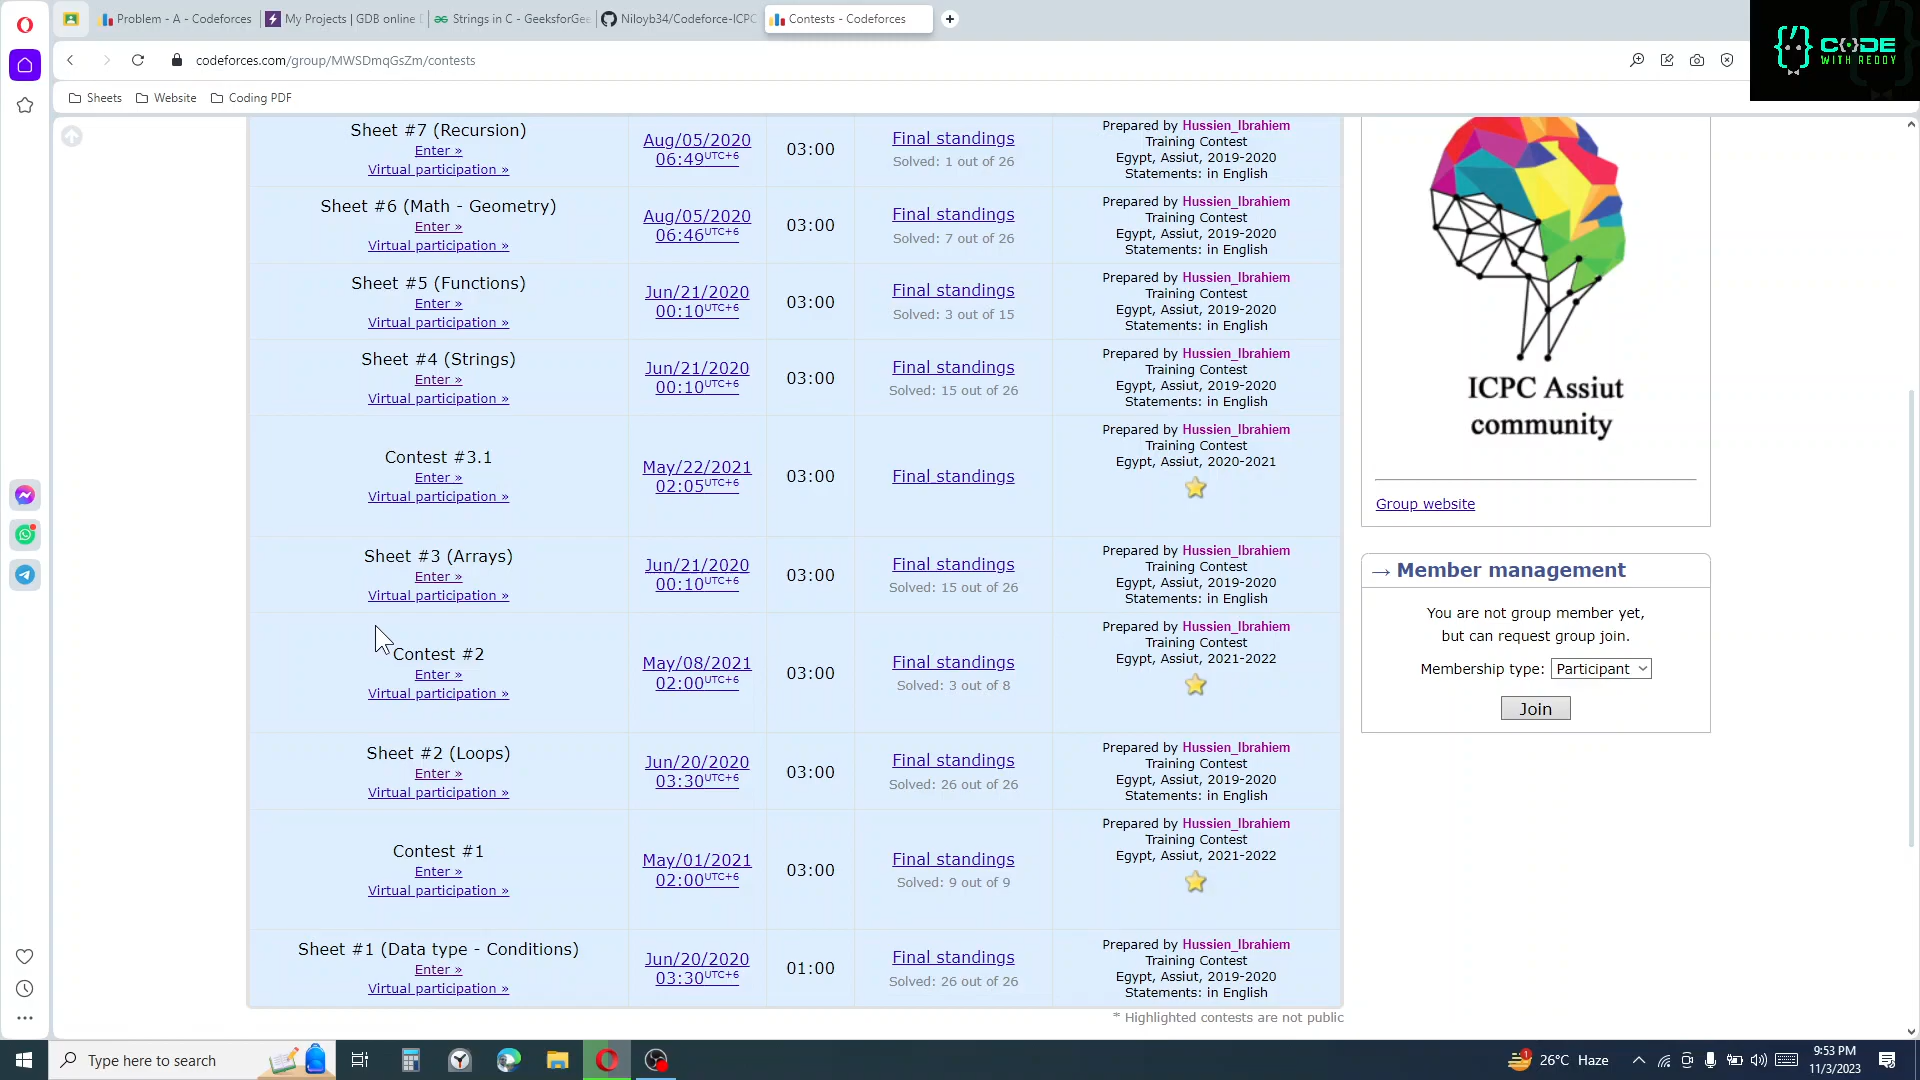 Problem - A - Codeforces
My Projects | GDB online
Strings in C - GeeksforGee
Niloyb34/Codeforce-ICPC
Contests - Codeforces
CODE
WITH REDDY
codeforces.com/group/MWSDmqGsZm/contests
Sheets
Website
Coding PDF
Sheet #7 (Recursion)
Enter »
Virtual participation »
Aug/05/2020
06:49UTC+6
03:00
Final standings
Solved: 1 out of 26
Prepared by Hussien_Ibrahiem
Training Contest
Egypt, Assiut, 2019-2020
Statements: in English
Sheet #6 (Math - Geometry)
Enter »
Virtual participation »
Aug/05/2020
06:46UTC+6
03:00
Final standings
Solved: 7 out of 26
Prepared by Hussien_Ibrahiem
Training Contest
Egypt, Assiut, 2019-2020
Statements: in English
Sheet #5 (Functions)
Enter »
Virtual participation »
Jun/21/2020
00:10UTC+6
03:00
Final standings
Solved: 3 out of 15
Prepared by Hussien_Ibrahiem
Training Contest
Egypt, Assiut, 2019-2020
Statements: in English
Sheet #4 (Strings)
Enter »
Virtual participation »
Jun/21/2020
00:10UTC+6
03:00
Final standings
Solved: 15 out of 26
Prepared by Hussien_Ibrahiem
Training Contest
Egypt, Assiut, 2019-2020
Statements: in English
Contest #3.1
Enter »
Virtual participation »
May/22/2021
02:05UTC+6
03:00
Final standings
Prepared by Hussien_Ibrahiem
Training Contest
Egypt, Assiut, 2020-2021
Sheet #3 (Arrays)
Enter »
Virtual participation »
Jun/21/2020
00:10UTC+6
03:00
Final standings
Solved: 15 out of 26
Prepared by Hussien_Ibrahiem
Training Contest
Egypt, Assiut, 2019-2020
Statements: in English
Contest #2
Enter »
Virtual participation »
May/08/2021
02:00UTC+6
03:00
Final standings
Solved: 3 out of 8
Prepared by Hussien_Ibrahiem
Training Contest
Egypt, Assiut, 2021-2022
Sheet #2 (Loops)
Enter »
Virtual participation »
Jun/20/2020
03:30UTC+6
03:00
Final standings
Solved: 26 out of 26
Prepared by Hussien_Ibrahiem
Training Contest
Egypt, Assiut, 2019-2020
Statements: in English
Contest #1
Enter »
Virtual participation »
May/01/2021
02:00UTC+6
03:00
Final standings
Solved: 9 out of 9
Prepared by Hussien_Ibrahiem
Training Contest
Egypt, Assiut, 2021-2022
Sheet #1 (Data type - Conditions)
Enter »
Virtual participation »
Jun/20/2020
03:30UTC+6
01:00
Final standings
Solved: 26 out of 26
Prepared by Hussien_Ibrahiem
Training Contest
Egypt, Assiut, 2019-2020
Statements: in English
* Highlighted contests are not public
ICPC Assiut
community
Group website
→ Member management
You are not group member yet,
but can request group join.
Membership type: Participant
Join
Type here to search
1
26°C Haze
9:53 PM
11/3/2023